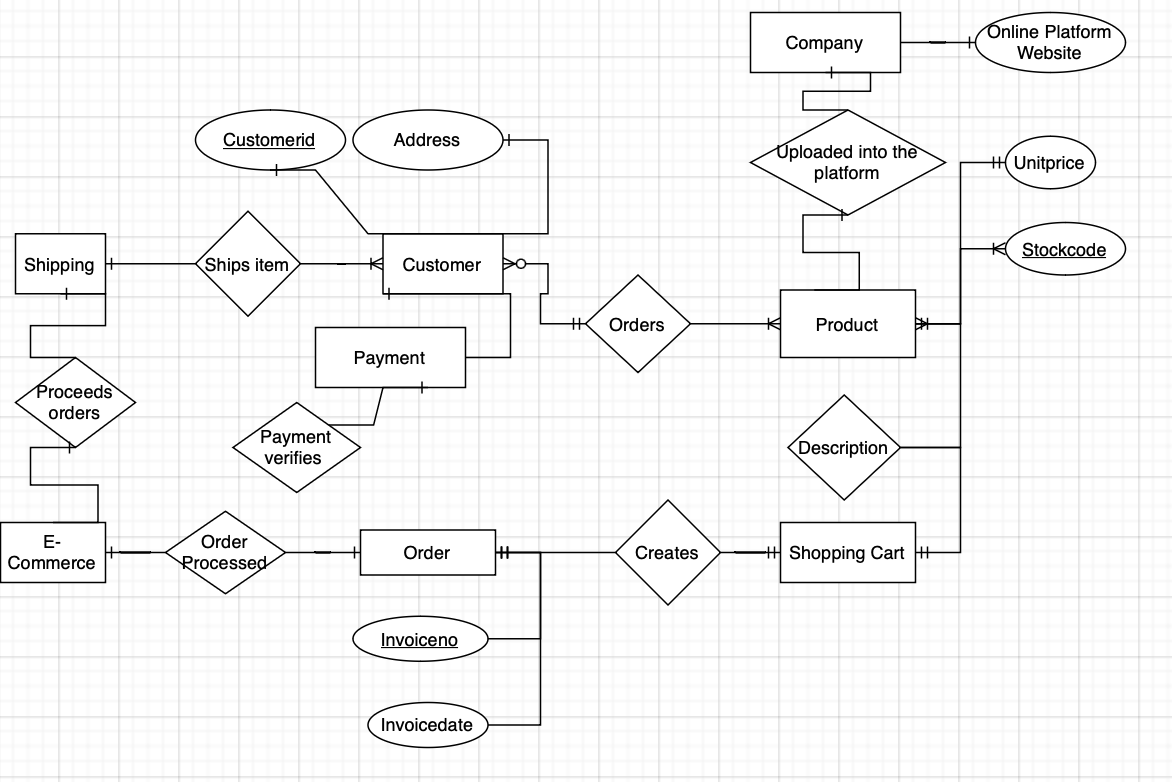 Company
Online Platform
Website
Customerid
Address
Uploaded into the
platform
Unitprice
Stockcode
Shipping
Ships item
Customer
Orders
Product
Payment
Proceeds
orders
Payment
verifies
Description
E-
Commerce
Order
Processed
Order
Creates
Shopping Cart
Invoiceno
Invoicedate